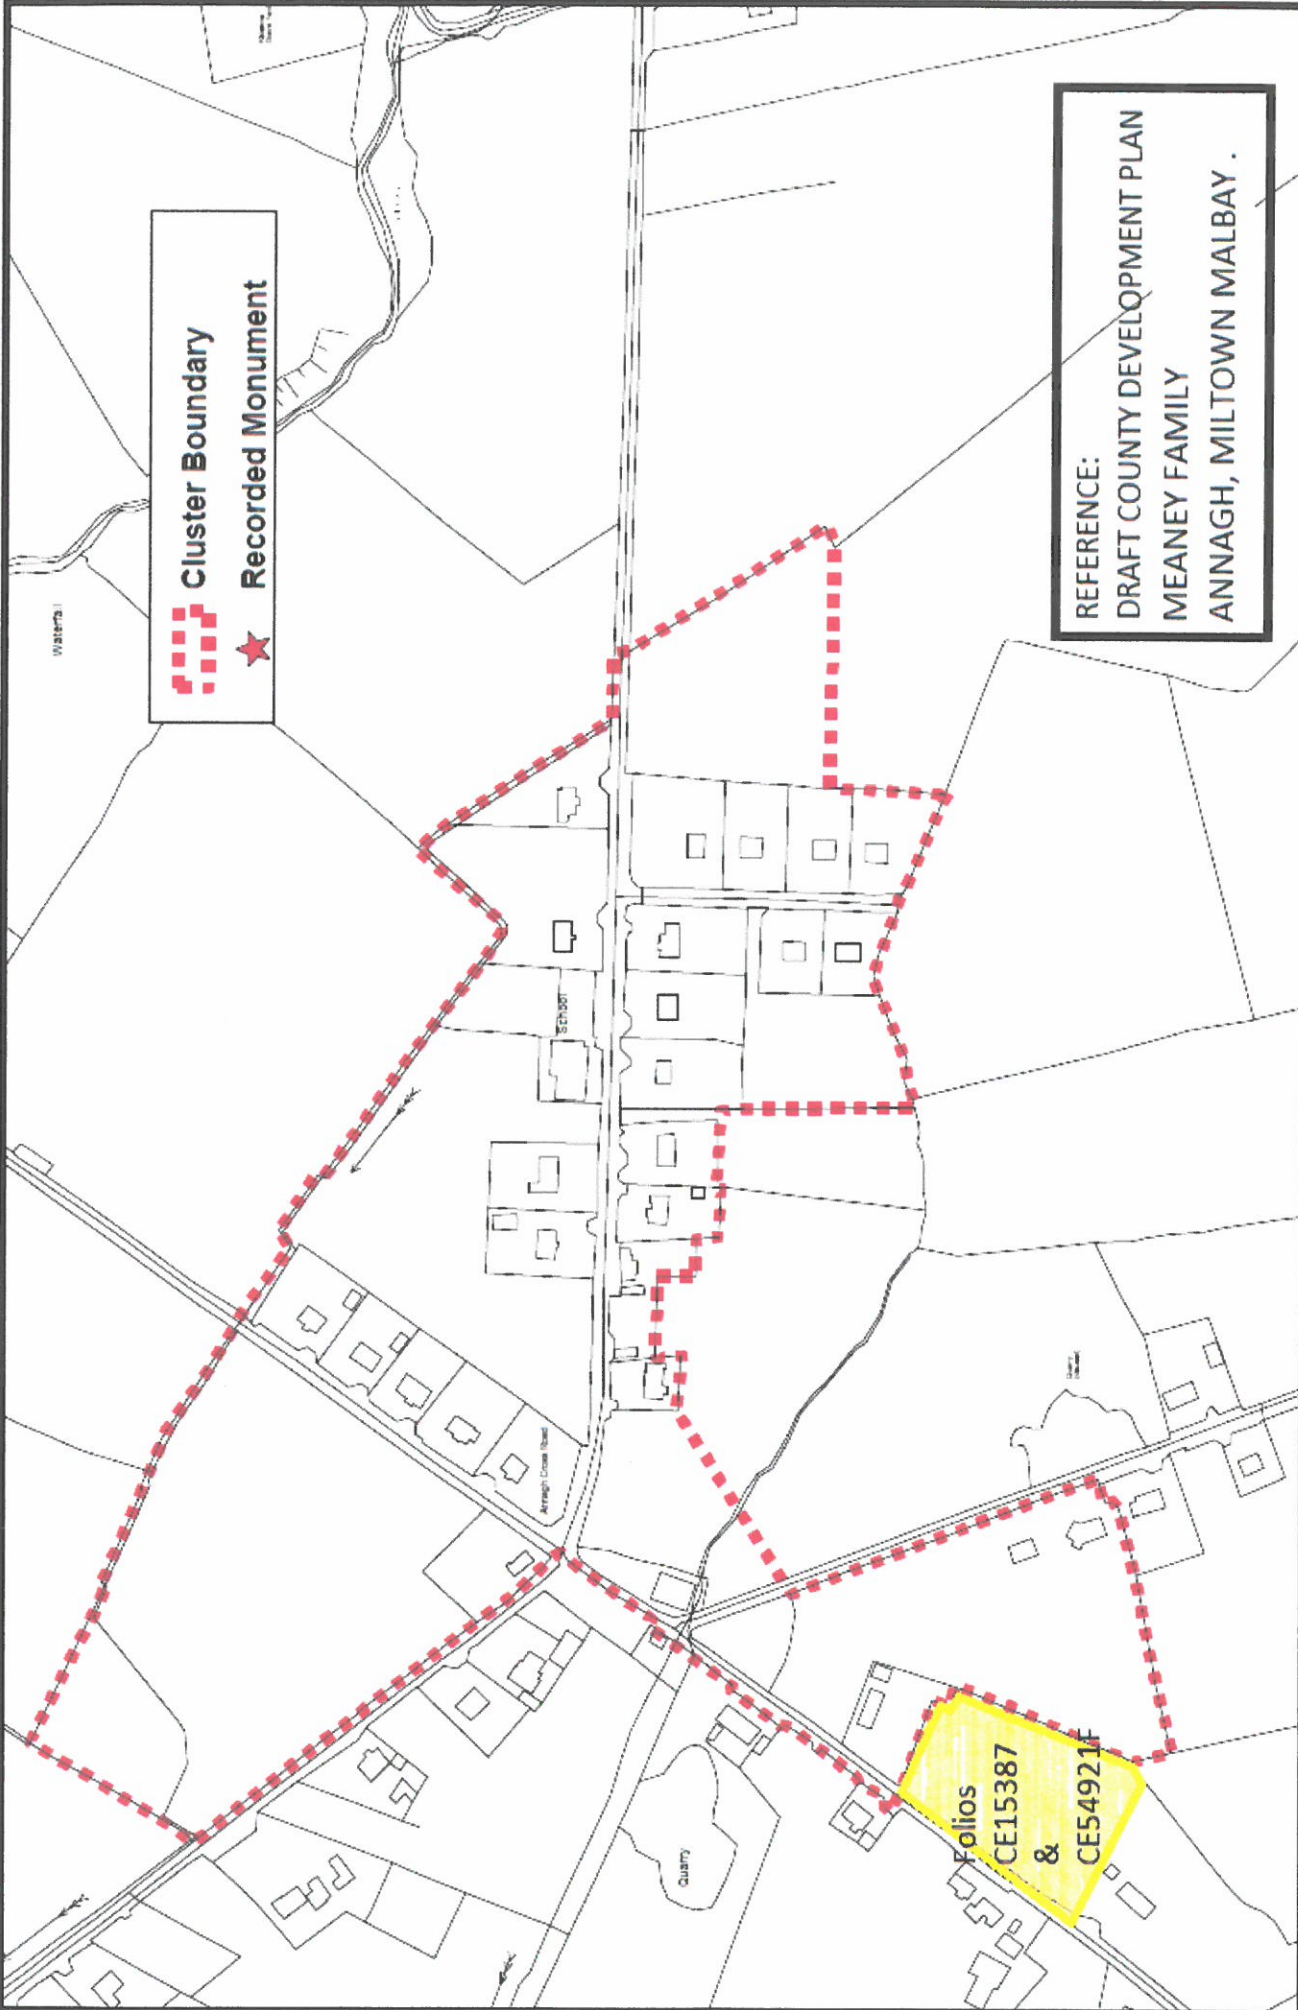 Waterfall
Cluster Boundary
Recorded Monument
School
Annagh Cross Road
Quarry
Folios
CE15387
&
CE54921F
REFERENCE:
DRAFT COUNTY DEVELOPMENT PLAN
MEANEY FAMILY
ANNAGH, MILTOWN MALBAY .